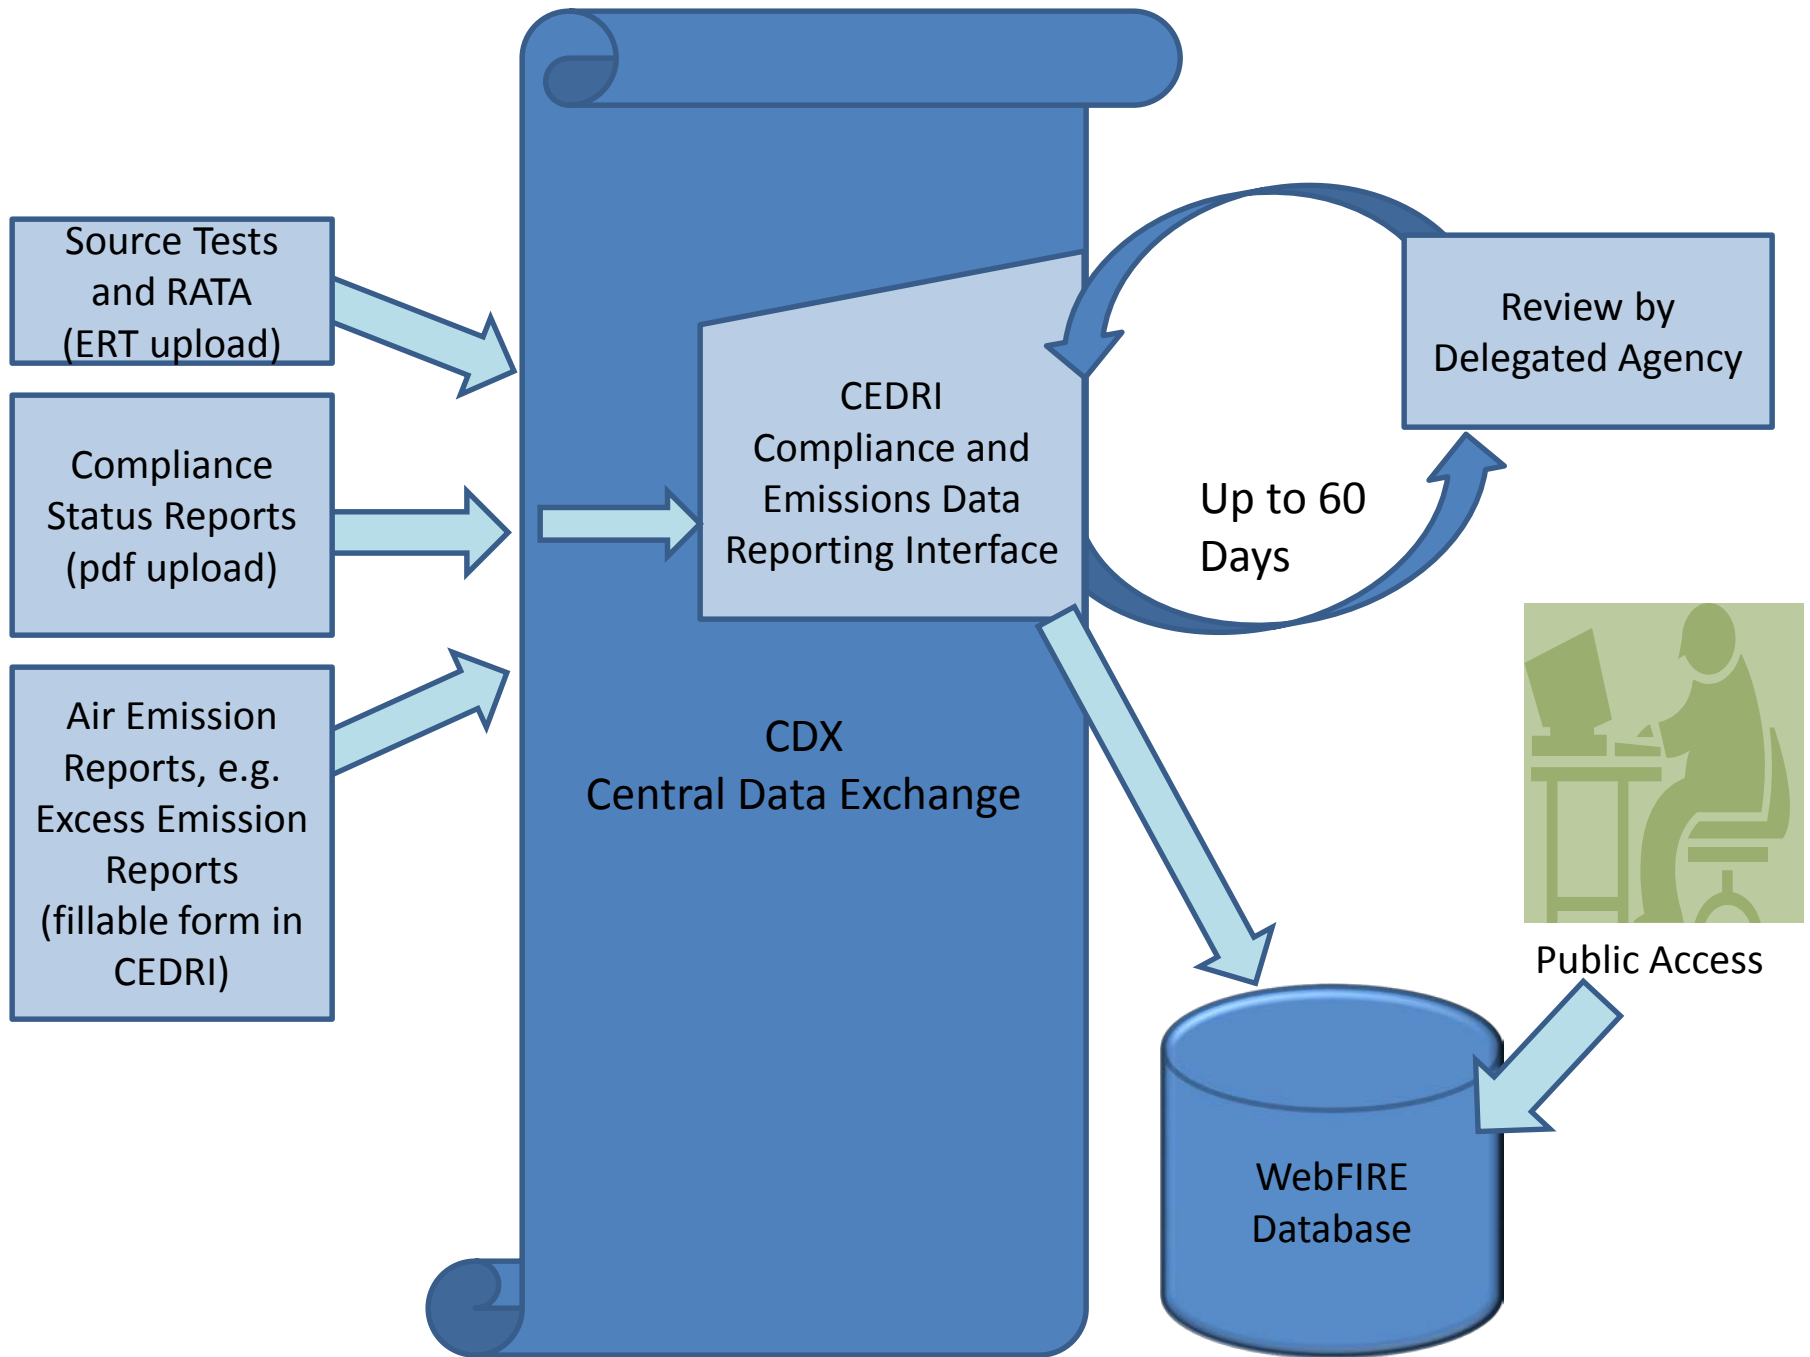 Source Tests
and RATA
(ERT upload)
Compliance
Status Reports
(pdf upload)
Air Emission
Reports, e.g.
Excess Emission
Reports
(fillable form in
CEDRI)
CEDRI
Compliance and
Emissions Data
Reporting Interface
CDX
Central Data Exchange
Review by
Delegated Agency
Up to 60
Days
Public Access
WebFIRE
Database